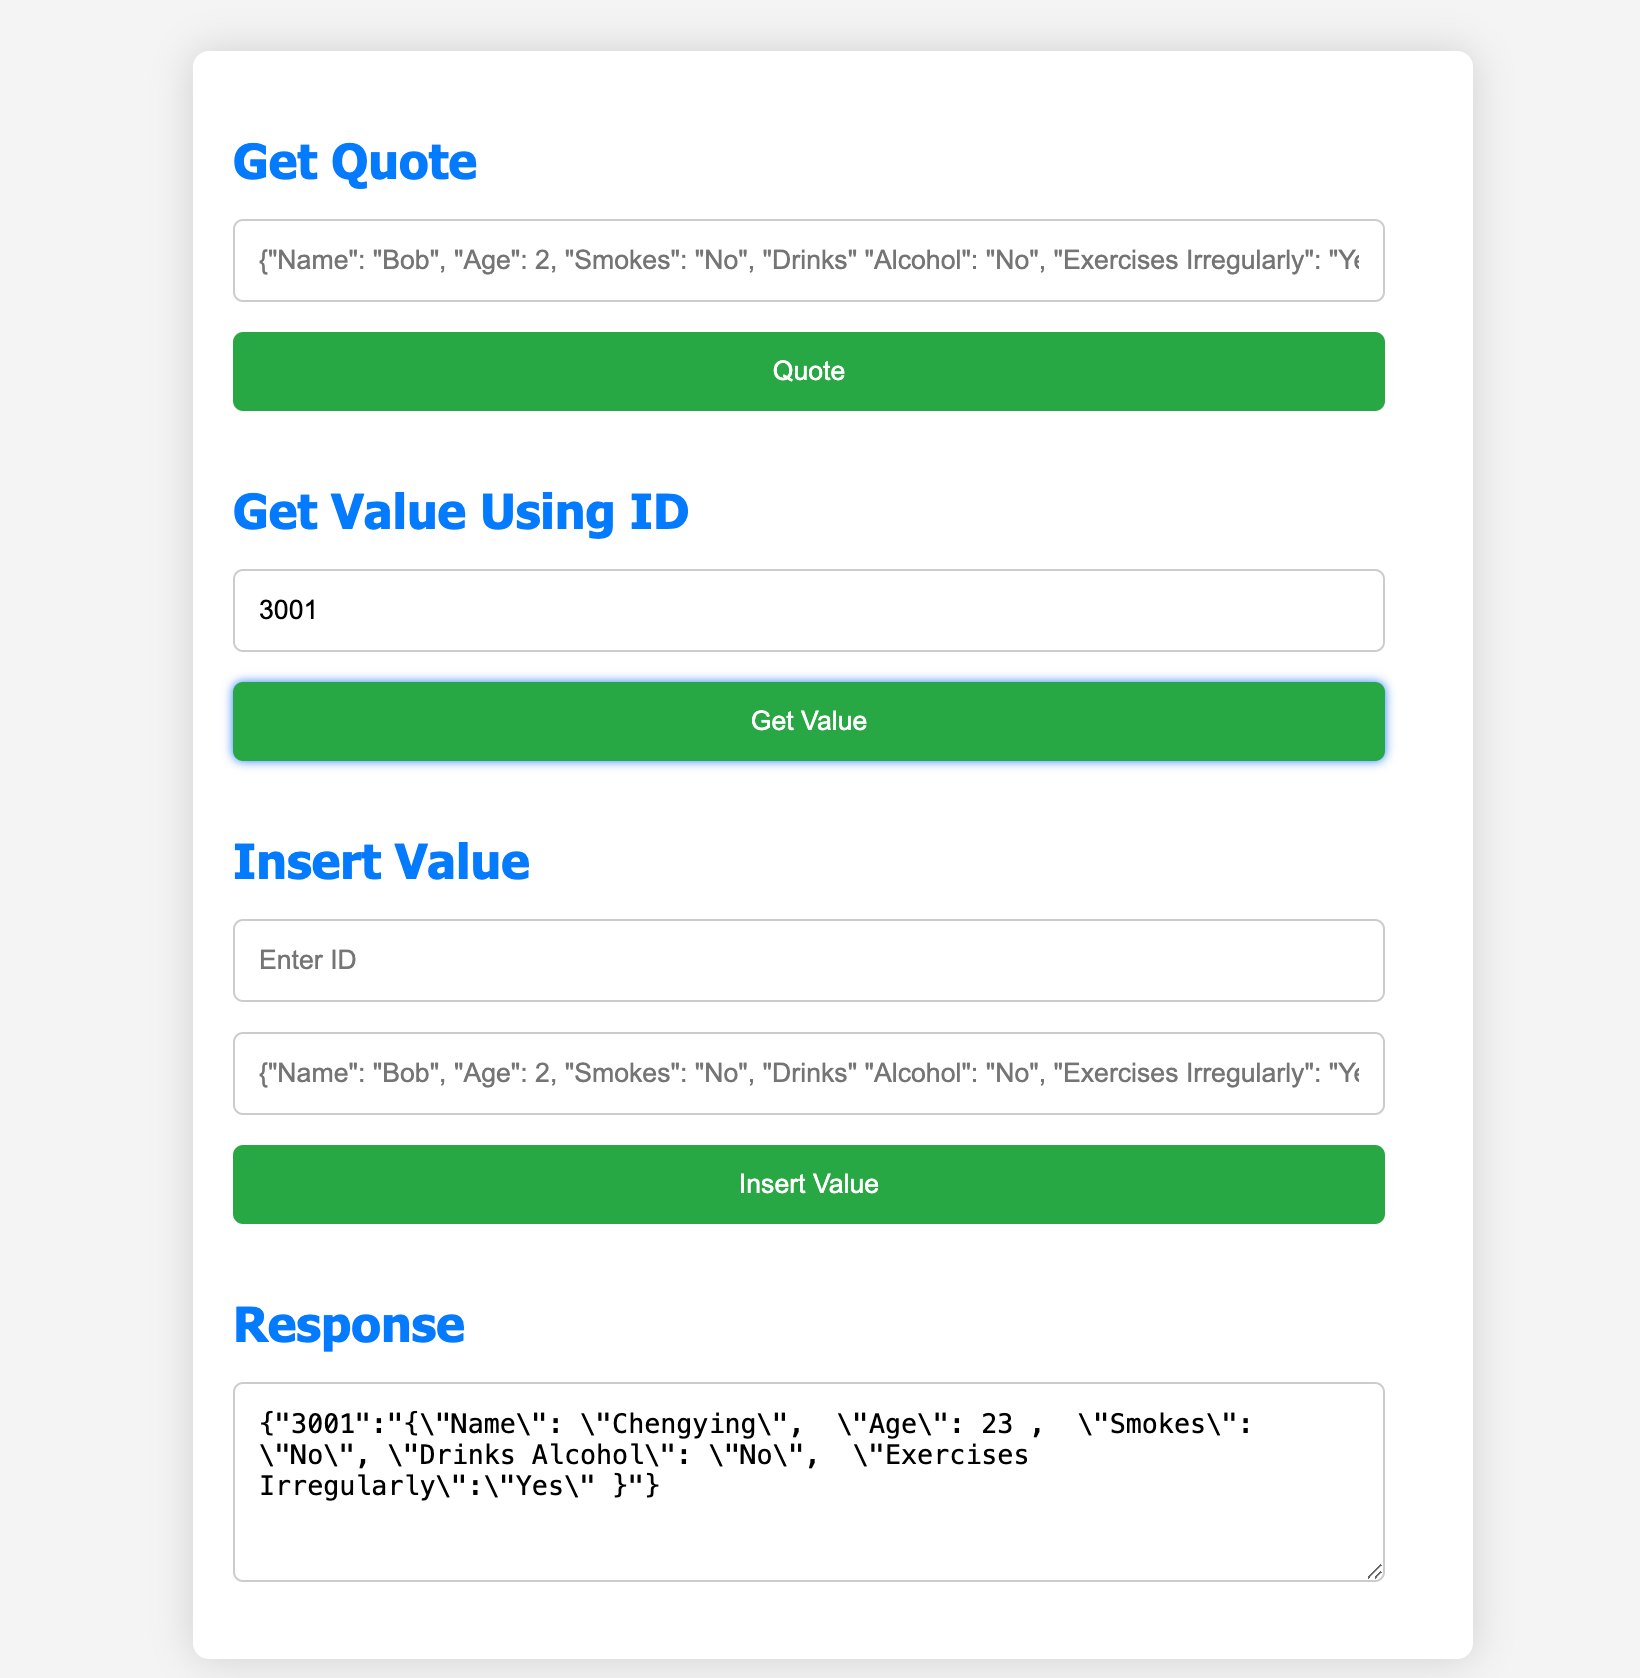 Get Quote
{"Name": "Bob", "Age": 2, "Smokes": "No", "Drinks" "Alcohol": "No", "Exercises Irregularly": "Ye
Quote
Get Value Using ID
3001
Get Value
Insert Value
Enter ID
{"Name": "Bob", "Age": 2, "Smokes": "No", "Drinks" "Alcohol": "No", "Exercises Irregularly": "Ye
Insert Value
Response
{"3001":"{\"Name\": \"Chengying\",  \"Age\": 23 ,  \"Smokes\":
\"No\", \"Drinks Alcohol\": \"No\",  \"Exercises
Irregularly\":\"Yes\" }"}